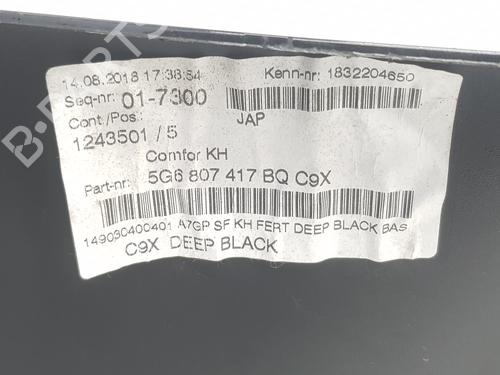 14.08.2018 17:38:54 Kenn-nr: 1832204650
Seq-nr: 01-7300
Cont./Pos.: JAP
1243501 / 5
Comfor KH
Part-nr: 5G6 807 417 BQ C9X
149030400401 A7GP SF KH FERT DEEP BLACK BAS
C9X DEEP BLACK
B-PARTS